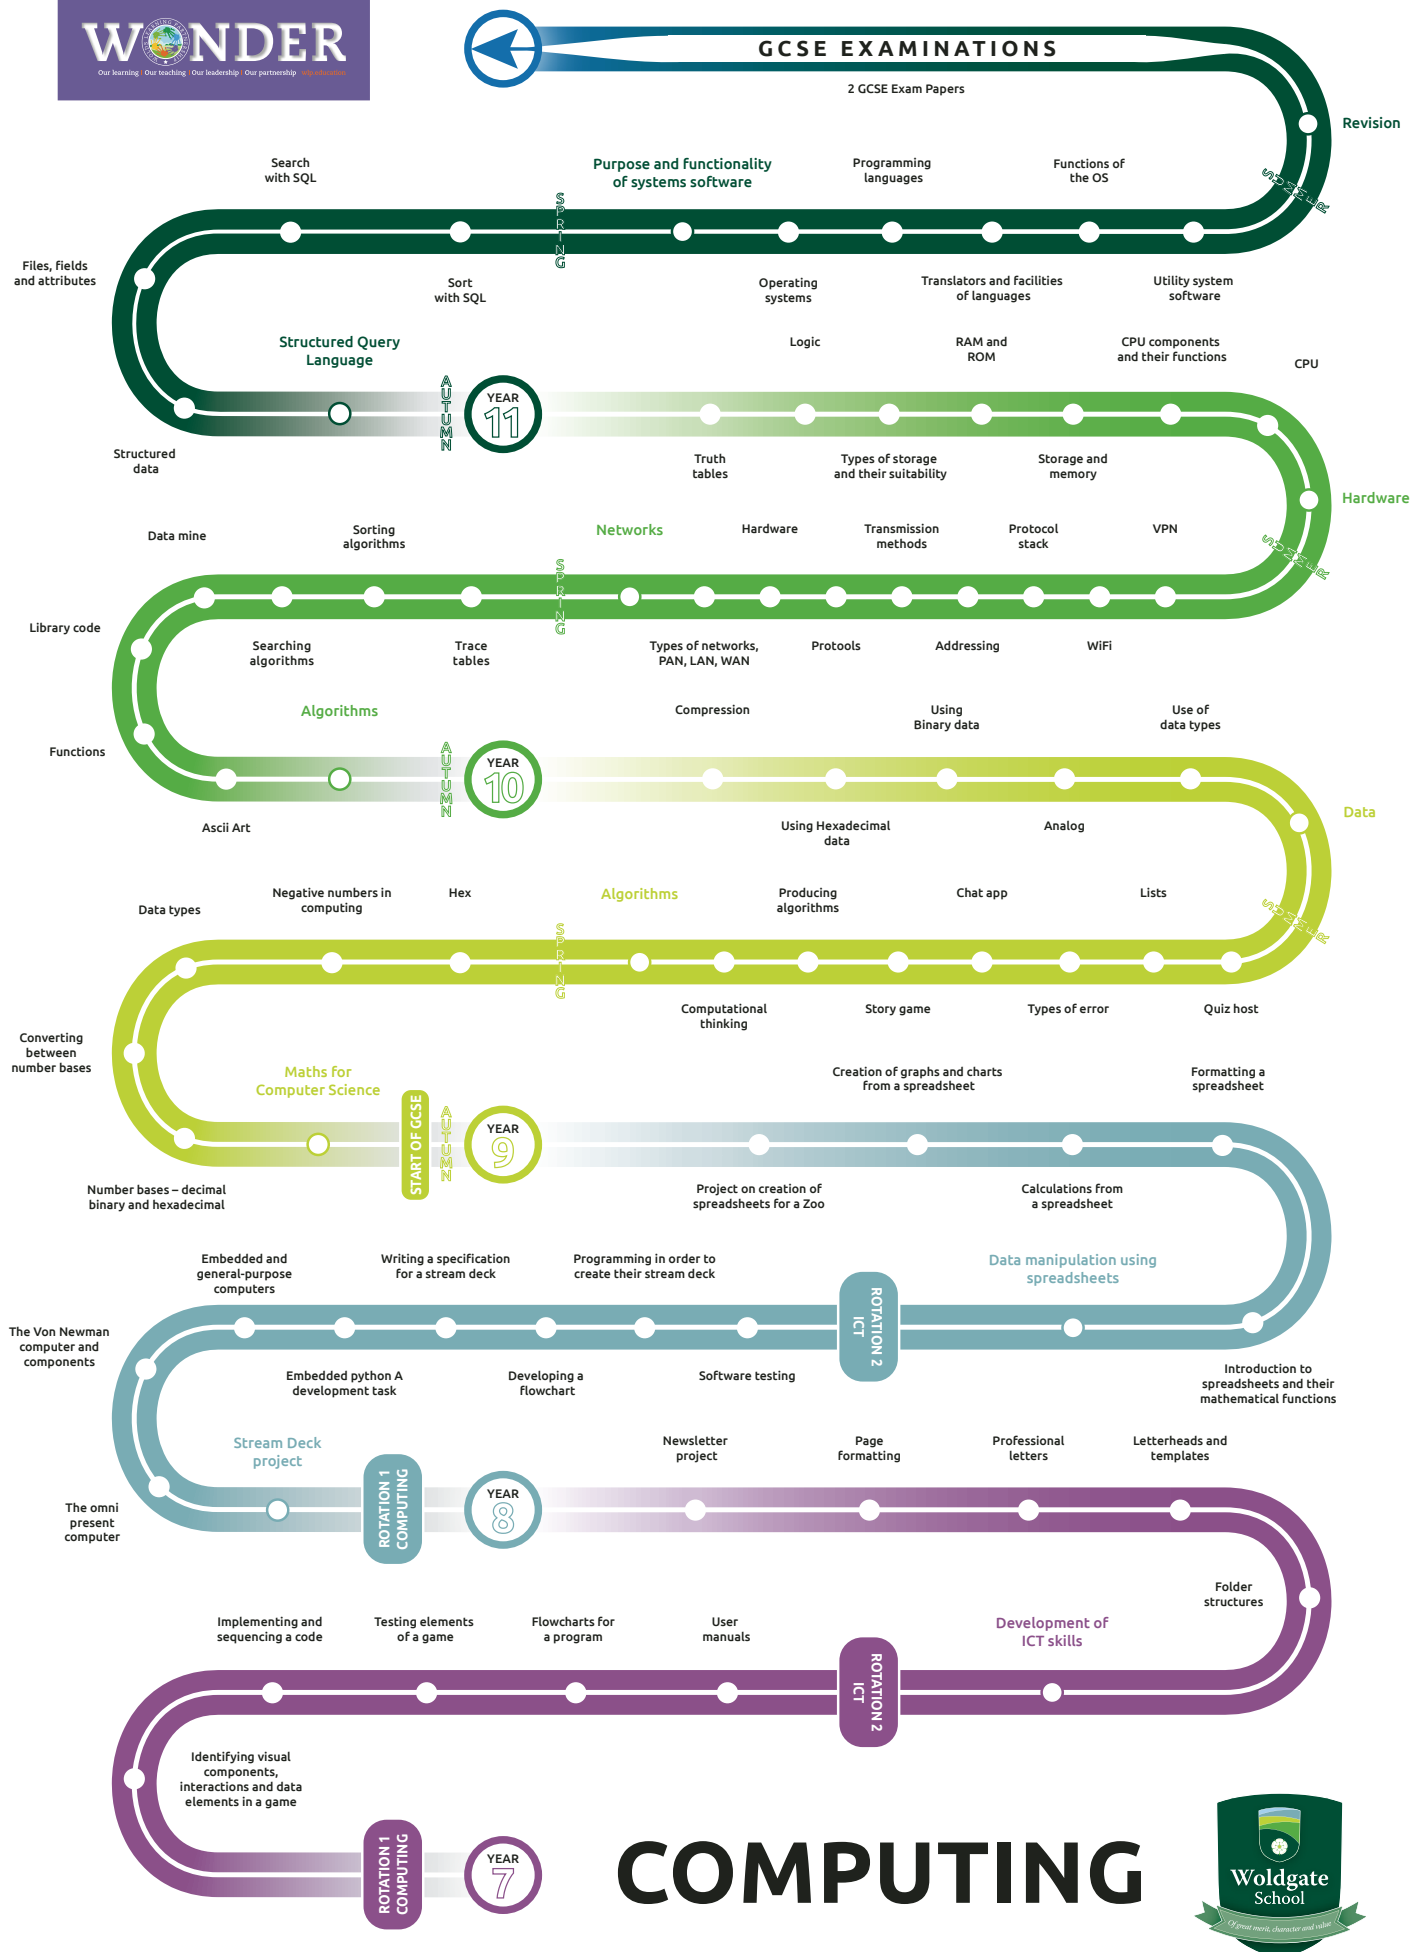 WONDER
Our learning | Our teaching | Our leadership | Our partnership wlp.education
GCSE EXAMINATIONS
2 GCSE Exam Papers
Revision
SUMMER
Search
with SQL
Purpose and functionality
of systems software
Programming
languages
Functions of
the OS
SPRING
Files, fields
and attributes
Sort
with SQL
Operating
systems
Translators and facilities
of languages
Utility system
software
Structured Query
Language
Logic
RAM and
ROM
CPU components
and their functions
CPU
AUTUMN
YEAR
11
Structured
data
Truth
tables
Types of storage
and their suitability
Storage and
memory
Hardware
SUMMER
Data mine
Sorting
algorithms
Networks
Hardware
Transmission
methods
Protocol
stack
VPN
SPRING
Library code
Searching
algorithms
Trace
tables
Types of networks,
PAN, LAN, WAN
Protools
Addressing
WiFi
Algorithms
Compression
Using
Binary data
Use of
data types
Functions
AUTUMN
YEAR
10
Ascii Art
Using Hexadecimal
data
Analog
Data
SUMMER
Data types
Negative numbers in
computing
Hex
Algorithms
Producing
algorithms
Chat app
Lists
SPRING
Converting
between
number bases
Computational
thinking
Story game
Types of error
Quiz host
Maths for
Computer Science
START OF GCSE
AUTUMN
YEAR
9
Creation of graphs and charts
from a spreadsheet
Formatting a
spreadsheet
Number bases – decimal
binary and hexadecimal
Project on creation of
spreadsheets for a Zoo
Calculations from
a spreadsheet
Embedded and
general-purpose
computers
Writing a specification
for a stream deck
Programming in order to
create their stream deck
ROTATION 2
ICT
Data manipulation using
spreadsheets
The Von Newman
computer and
components
Embedded python A
development task
Developing a
flowchart
Software testing
Introduction to
spreadsheets and their
mathematical functions
Stream Deck
project
ROTATION 1
COMPUTING
YEAR
8
Newsletter
project
Page
formatting
Professional
letters
Letterheads and
templates
The omni
present
computer
Folder
structures
Implementing and
sequencing a code
Testing elements
of a game
Flowcharts for
a program
User
manuals
ROTATION 2
ICT
Development of
ICT skills
Identifying visual
components,
interactions and data
elements in a game
ROTATION 1
COMPUTING
YEAR
7
COMPUTING
Woldgate
School
Of great merit, character and value